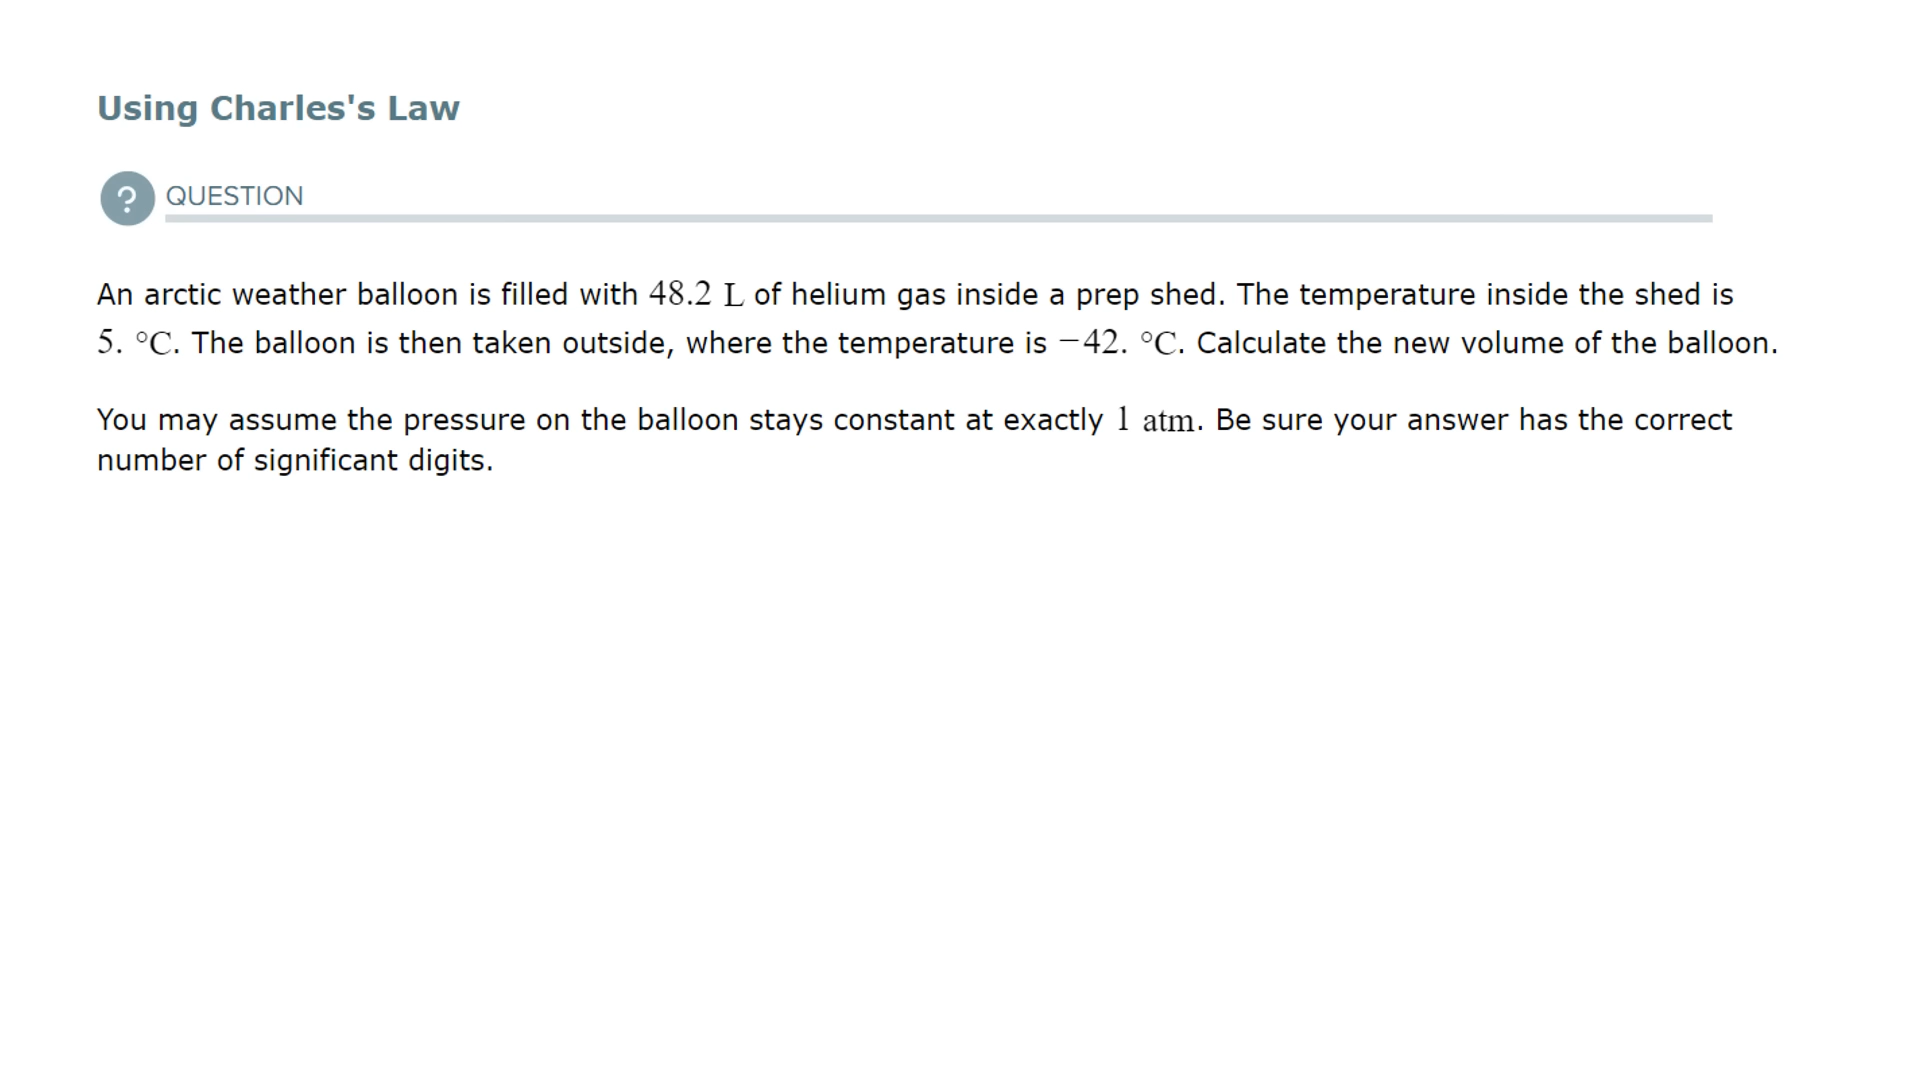 Using Charles's Law
?
QUESTION
An arctic weather balloon is filled with 48.2 L of helium gas inside a prep shed. The temperature inside the shed is
5. °C. The balloon is then taken outside, where the temperature is −42. °C. Calculate the new volume of the balloon.
You may assume the pressure on the balloon stays constant at exactly 1 atm. Be sure your answer has the correct
number of significant digits.